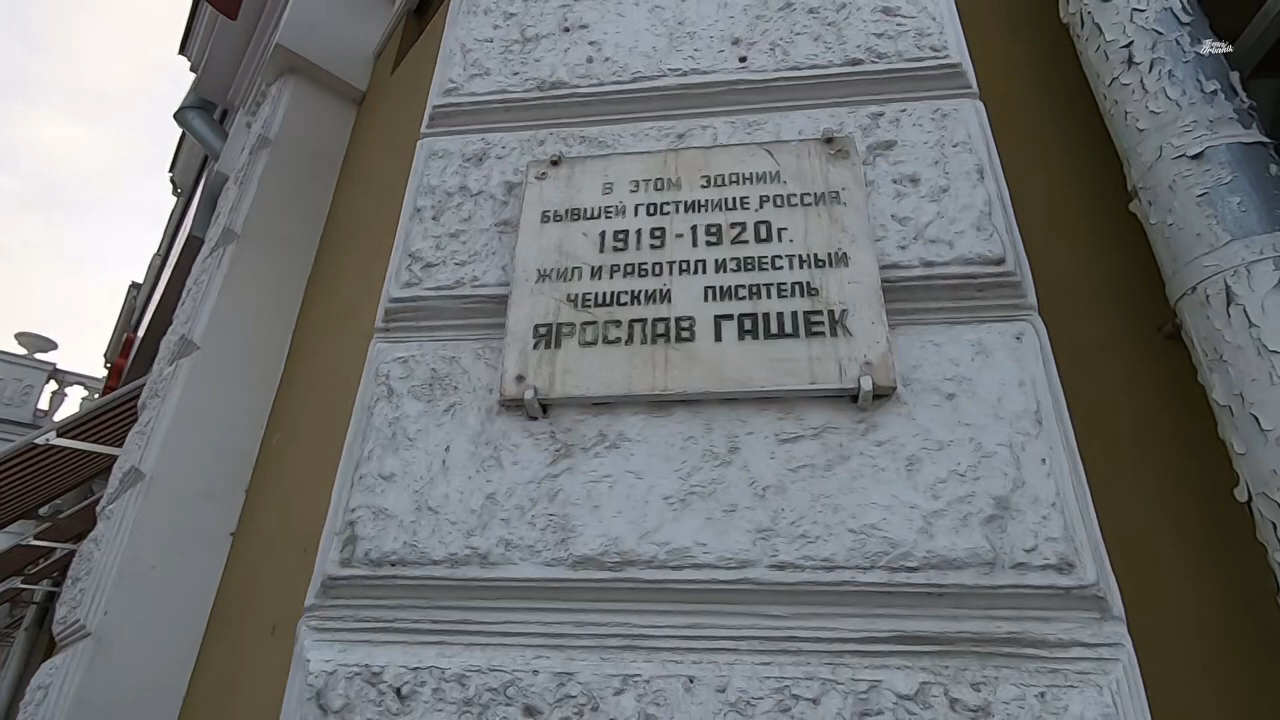 В ЭТОМ ЗДАНИИ,
БЫВШЕЙ ГОСТИНИЦЕ „РОССИЯ",
1919-1920г.
ЖИЛ И РАБОТАЛ ИЗВЕСТНЫЙ
ЧЕШСКИЙ ПИСАТЕЛЬ
ЯРОСЛАВ ГАШЕК